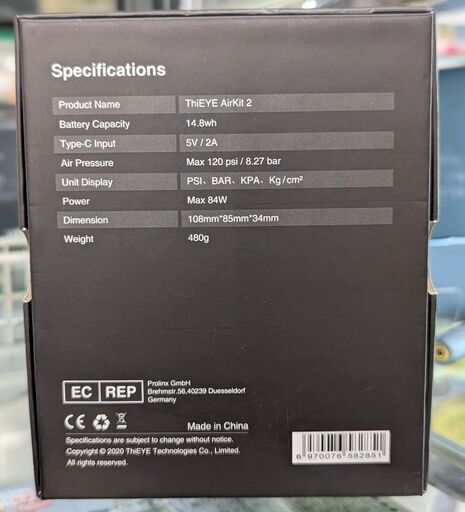 Specifications
Product Name ThiEYE AirKit 2
Battery Capacity 14.8wh
Type-C Input 5V / 2A
Air Pressure Max 120 psi / 8.27 bar
Unit Display PSI、BAR、KPA、Kg/cm²
Power Max 84W
Dimension 108mm*85mm*34mm
Weight 480g
EC REP
Prolinx GmbH
Brehmstr.56,40239 Duesseldorf
Germany
CE
Made in China
Specifications are subject to change without notice.
Copyright © 2020 ThiEYE Technologies Co., Limited.
All rights reserved.
6 970076 582851